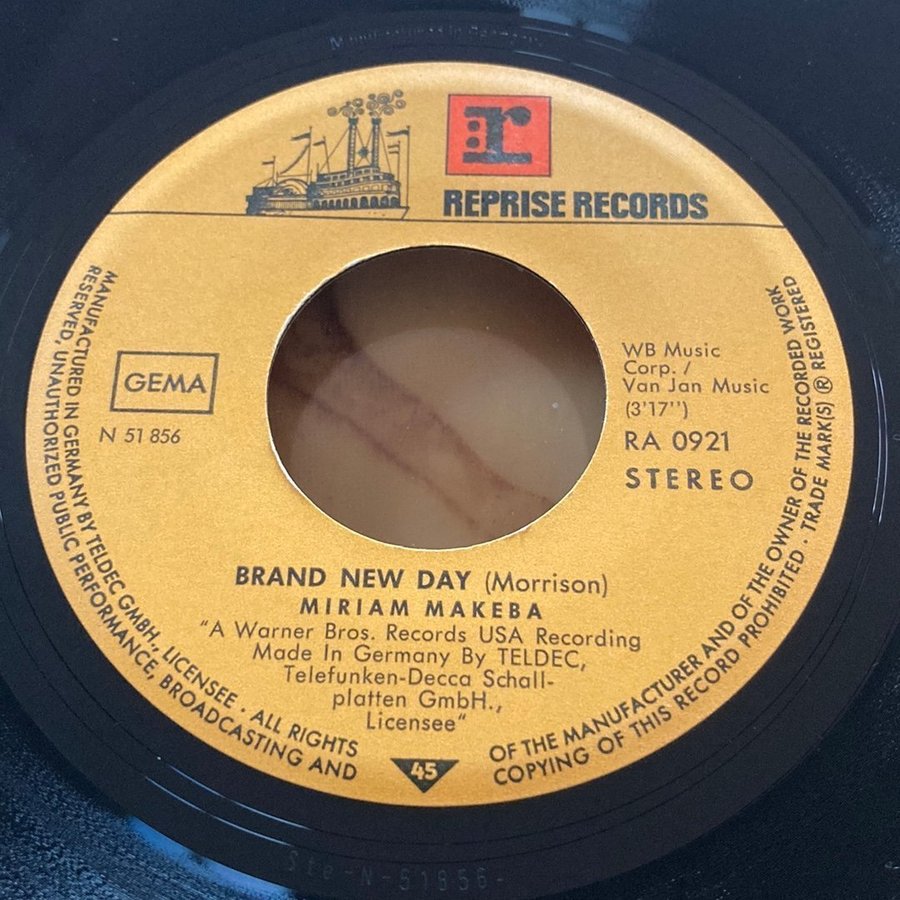 Manufactured in Germany
r
REPRISE RECORDS
GEMA
N 51 856
WB Music
Corp. /
Van Jan Music
(3'17'')
RA 0921
STEREO
BRAND NEW DAY (Morrison)
MIRIAM MAKEBA
"A Warner Bros. Records USA Recording
Made In Germany By TELDEC,
Telefunken-Decca Schall-
platten GmbH.,
Licensee"
45
MANUFACTURED IN GERMANY BY TELDEC GMBH., LICENSEE · ALL RIGHTS
RESERVED, UNAUTHORIZED PUBLIC PERFORMANCE, BROADCASTING AND
OF THE MANUFACTURER AND OF THE OWNER OF THE RECORDED WORK
COPYING OF THIS RECORD PROHIBITED · TRADE MARK(S) ® REGISTERED